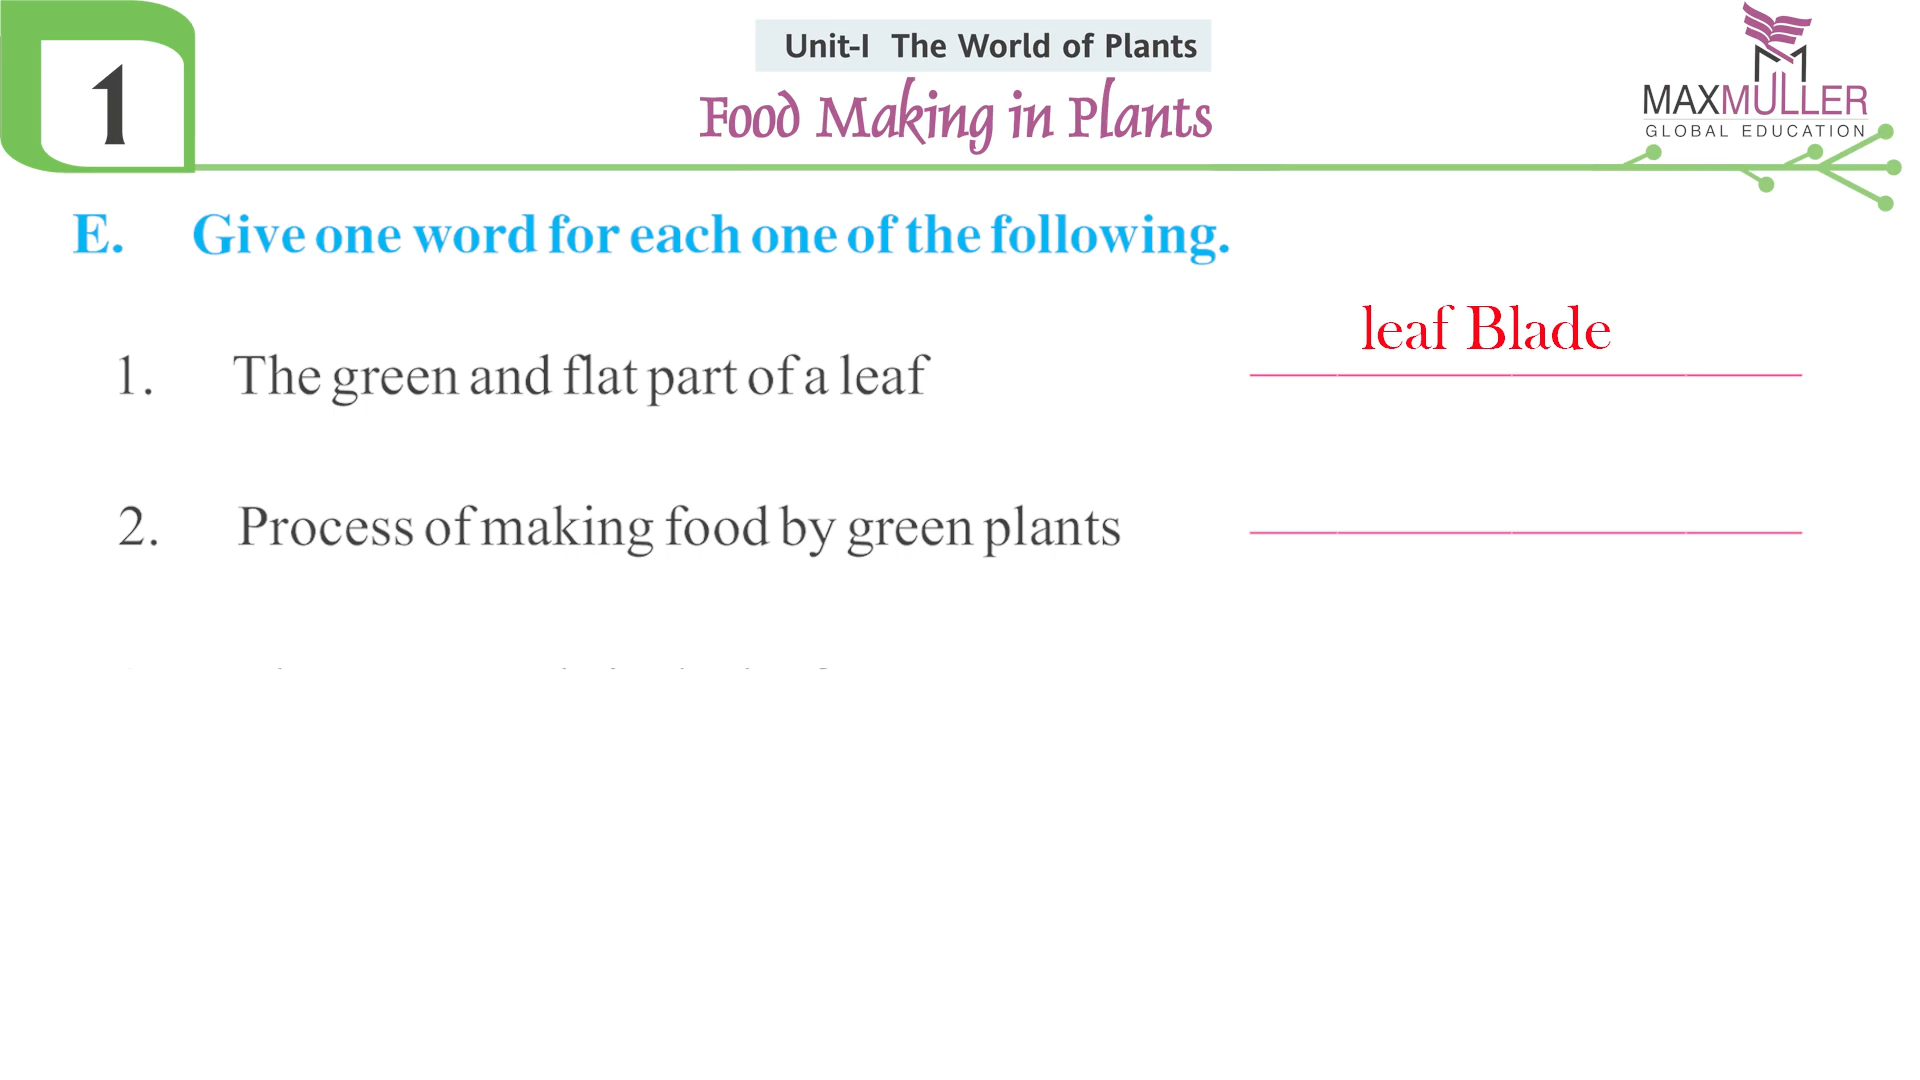 1
Unit-I The World of Plants
Food Making in Plants
MAXMULLER
GLOBAL EDUCATION
E. Give one word for each one of the following.
1. The green and flat part of a leaf leaf Blade
2. Process of making food by green plants